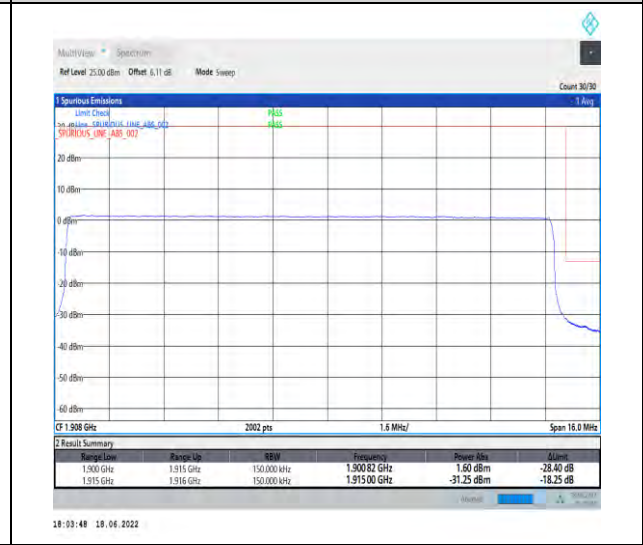 MultiView Spectrum
Ref Level 25.00 dBm Offset 6.11 dB Mode Sweep
Count 30/30
1 Spurious Emissions 1 Avg
Limit Check PASS
Line SPURIOUS_LINE_ABS_002 PASS
SPURIOUS_LINE_ABS_002
20 dBm
10 dBm
0 dBm
-10 dBm
-20 dBm
-30 dBm
-40 dBm
-50 dBm
-60 dBm
CF 1.908 GHz 2002 pts 1.6 MHz/ Span 16.0 MHz
2 Result Summary
Range Low Range Up RBW Frequency Power Abs ΔLimit
1.900 GHz 1.915 GHz 150.000 kHz 1.90082 GHz 1.60 dBm -28.40 dB
1.915 GHz 1.916 GHz 150.000 kHz 1.91500 GHz -31.25 dBm -18.25 dB
18:03:48 18.06.2022